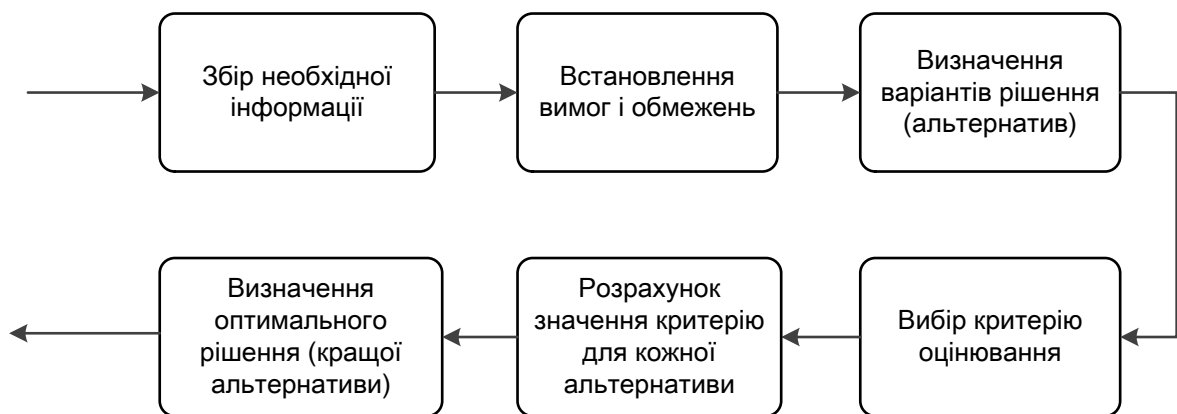 Збір необхідної
інформації
Встановлення
вимог і обмежень
Визначення
варіантів рішення
(альтернатив)
Вибір критерію
оцінювання
Розрахунок
значення критерію
для кожної
альтернативи
Визначення
оптимального
рішення (кращої
альтернативи)